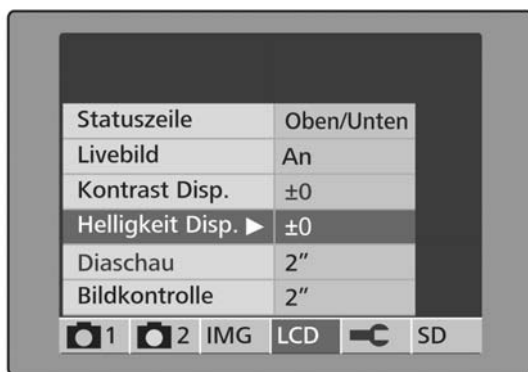 Statuszeile Oben/Unten
Livebild An
Kontrast Disp. ±0
Helligkeit Disp. ▶ ±0
Diaschau 2″
Bildkontrolle 2″
1 2 IMG LCD SD